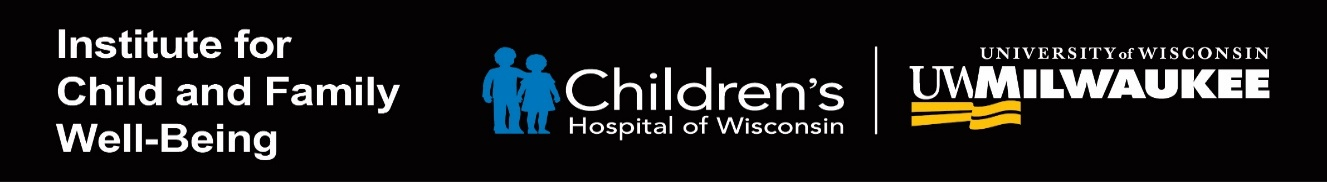 Institute for
Child and Family
Well-Being
Children's
Hospital of Wisconsin
UNIVERSITY of WISCONSIN
UWMILWAUKEE